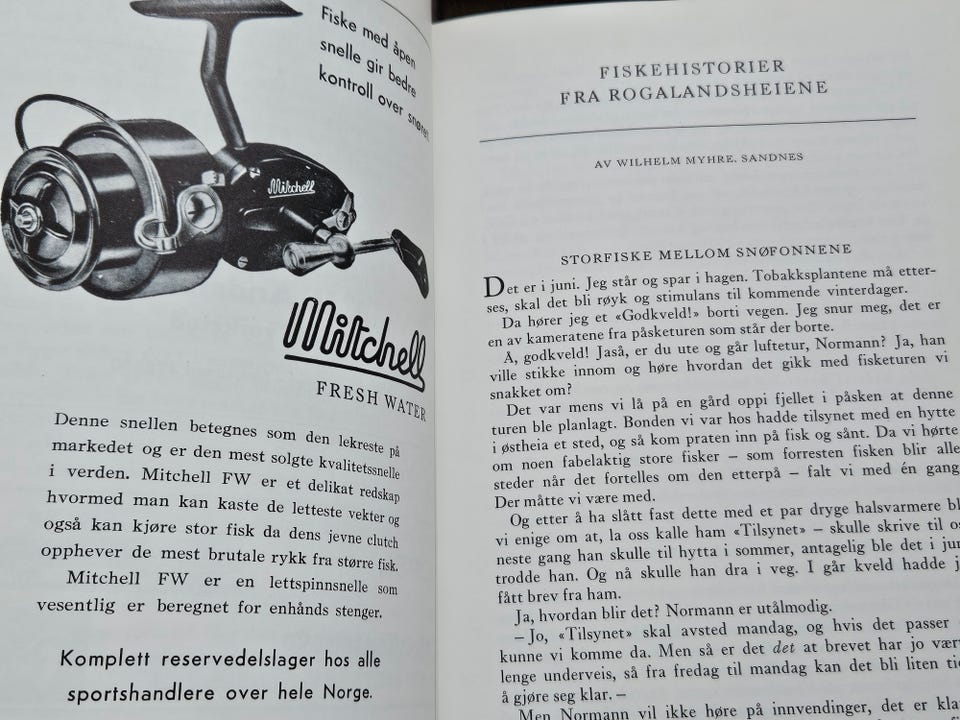 Fiske med åpen
snelle gir bedre
kontroll over snøret
Mitchell
Mitchell
FRESH WATER
Denne snellen betegnes som den lekreste på
markedet og er den mest solgte kvalitetssnelle
i verden. Mitchell FW er et delikat redskap
hvormed man kan kaste de letteste vekter og
også kan kjøre stor fisk da dens jevne clutch
opphever de mest brutale rykk fra større fisk.
Mitchell FW er en lettspinnsnelle som
vesentlig er beregnet for enhånds stenger.
Komplett reservedelslager hos alle
sportshandlere over hele Norge.
FISKEHISTORIER
FRA ROGALANDSHEIENE
AV WILHELM MYHRE, SANDNES
STORFISKE MELLOM SNØFONNENE
Det er i juni. Jeg står og spar i hagen. Tobakksplantene må etter-
ses, skal det bli røyk og stimulans til kommende vinterdager.
Da hører jeg et «Godkveld!» borti vegen. Jeg snur meg, det er
en av kameratene fra påsketuren som står der borte.
Å, godkveld! Jaså, er du ute og går luftetur, Normann? Ja, han
ville stikke innom og høre hvordan det gikk med fisketuren vi
snakket om?
Det var mens vi lå på en gård oppi fjellet i påsken at denne
turen ble planlagt. Bonden vi var hos hadde tilsynet med en hytte
i østheia et sted, og så kom praten inn på fisk og sånt. Da vi hørte
om noen fabelaktig store fisker – som forresten fisken blir alle
steder når det fortelles om den etterpå – falt vi med én gang.
Der måtte vi være med.
Og etter å ha slått fast dette med et par dryge halsvarmere bl
vi enige om at, la oss kalle ham «Tilsynet» – skulle skrive til os
neste gang han skulle til hytta i sommer, antagelig ble det i jun
trodde han. Og nå skulle han dra i veg. I går kveld hadde j
fått brev fra ham.
Ja, hvordan blir det? Normann er utålmodig.
– Jo, «Tilsynet» skal avsted mandag, og hvis det passer
kunne vi komme da. Men så er det det at brevet har jo vært
lenge underveis, så fra fredag til mandag kan det bli liten tid
å gjøre seg klar. –
Men Normann vil ikke høre på innvendinger, det er klar